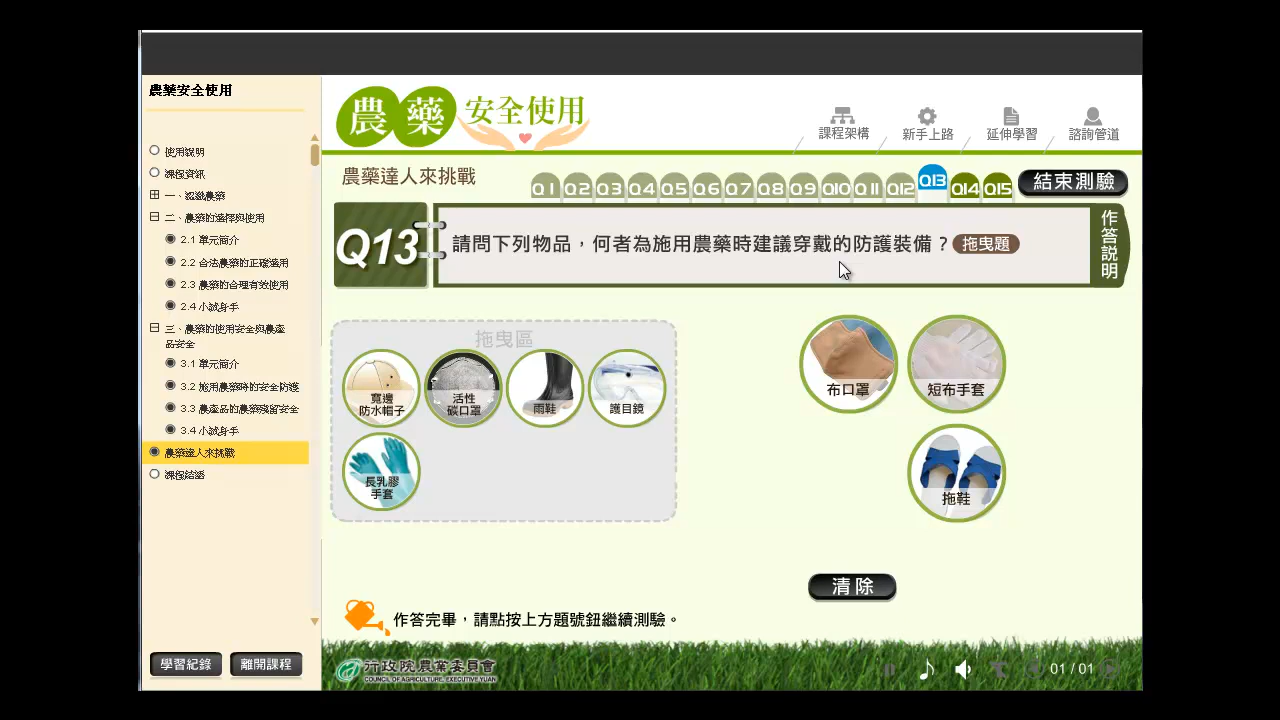 農藥安全使用
使用說明
課程資訊
一、認識農藥
二、農藥的選擇與使用
2.1 單元簡介
2.2 合法農藥的正確選用
2.3 農藥的合理有效使用
2.4 小試身手
三、農藥的使用安全與農產
品安全
3.1 單元簡介
3.2 施用農藥時的安全防護
3.3 農產品的農藥殘留安全
3.4 小試身手
農藥達人來挑戰
課程結語
學習紀錄
離開課程
農藥 安全使用
課程架構
新手上路
延伸學習
諮詢管道
農藥達人來挑戰
Q1 Q2 Q3 Q4 Q5 Q6 Q7 Q8 Q9 Q10 Q11 Q12 Q13 Q14 Q15
結束測驗
Q13
請問下列物品，何者為施用農藥時建議穿戴的防護裝備？ 拖曳題
作答說明
拖曳區
寬邊
防水帽子
活性
碳口罩
雨鞋
護目鏡
長乳膠
手套
布口罩
短布手套
拖鞋
清除
作答完畢，請點按上方題號鈕繼續測驗。
行政院農業委員會
COUNCIL OF AGRICULTURE, EXECUTIVE YUAN
01 / 01